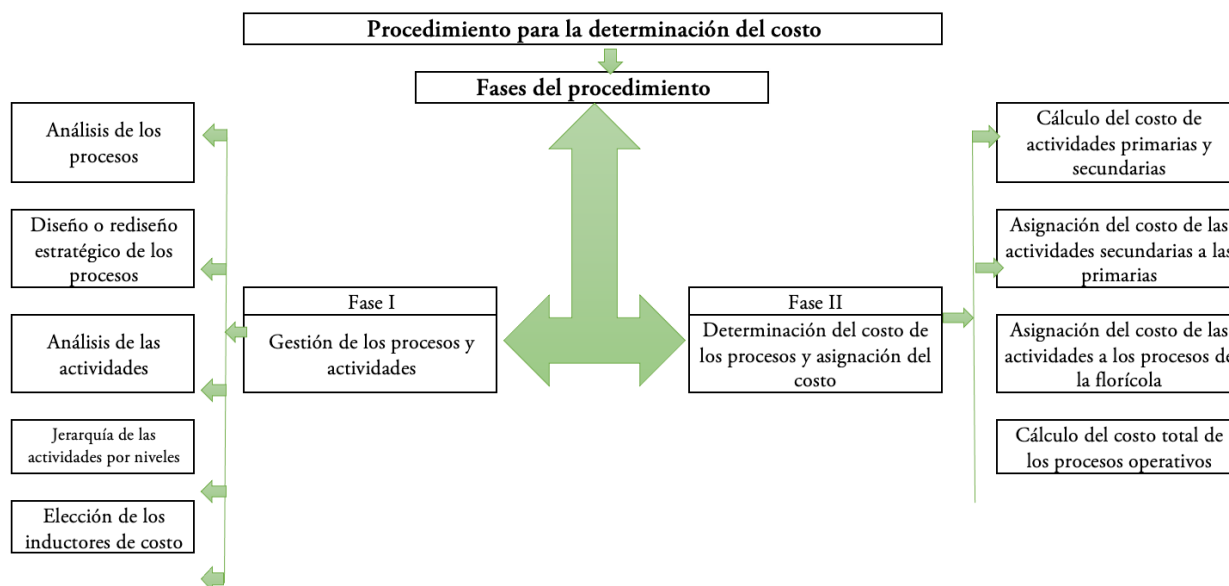 Procedimiento para la determinación del costo
Fases del procedimiento
Análisis de los
procesos
Diseño o rediseño
estratégico de los
procesos
Análisis de las
actividades
Jerarquía de las
actividades por niveles
Elección de los
inductores de costo
Fase I
Gestión de los procesos y
actividades
Fase II
Determinación del costo de
los procesos y asignación del
costo
Cálculo del costo de
actividades primarias y
secundarias
Asignación del costo de las
actividades secundarias a las
primarias
Asignación del costo de las
actividades a los procesos de
la florícola
Cálculo del costo total de
los procesos operativos